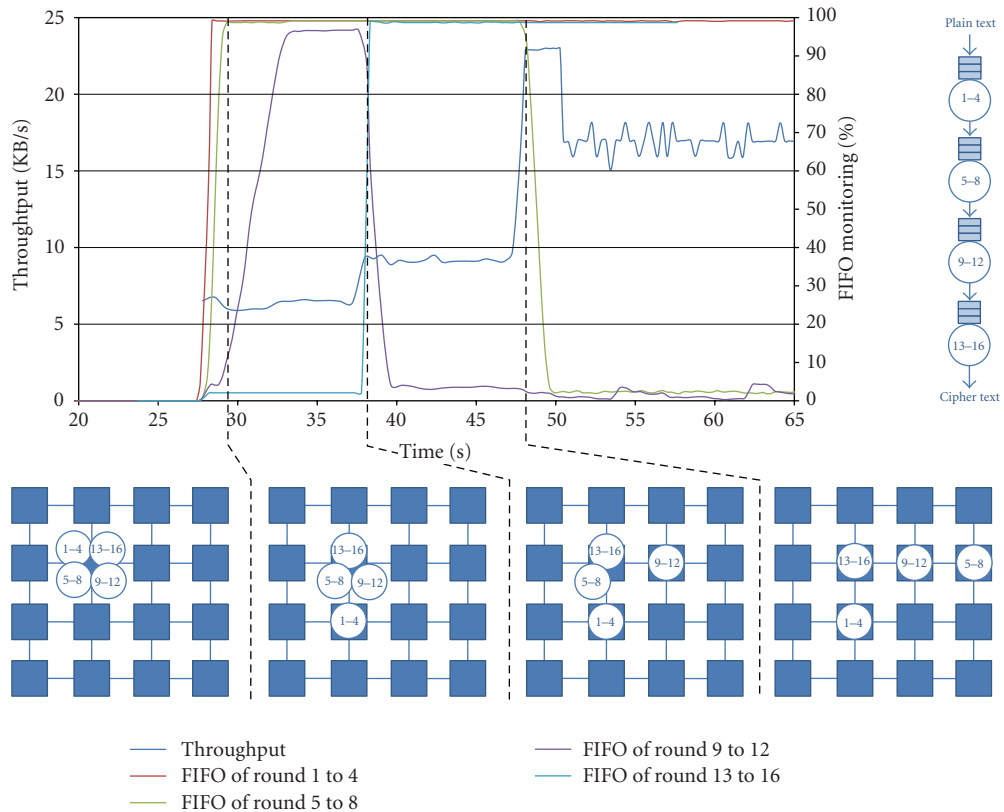 25
20
15
10
5
0
Throughtput (KB/s)
100
90
80
70
60
50
40
30
20
10
0
FIFO monitoring (%)
20 25 30 35 40 45 50 55 60 65
Time (s)
Plain text
1–4
5–8
9–12
13–16
Cipher text
1–4 13–16
5–8 9–12
13–16
5–8 9–12
1–4
13–16 9–12
5–8
1–4
13–16 9–12 5–8
1–4
Throughput
FIFO of round 1 to 4
FIFO of round 5 to 8
FIFO of round 9 to 12
FIFO of round 13 to 16